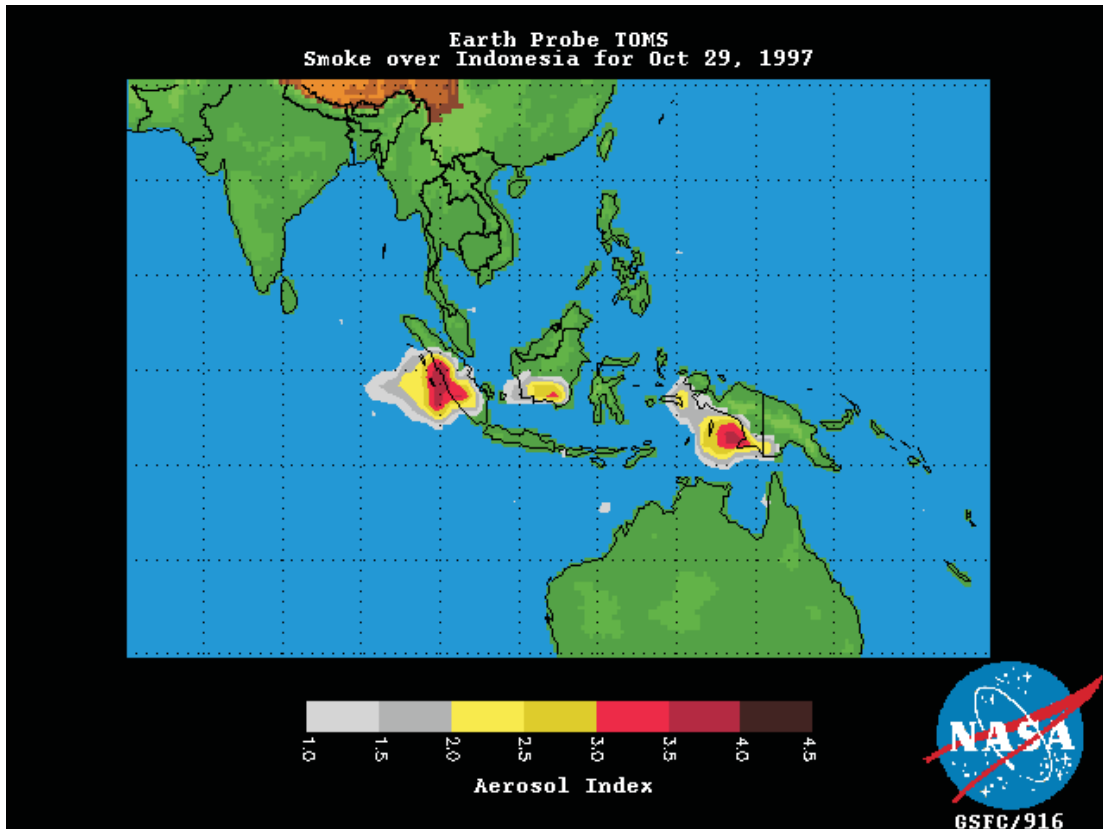 Earth Probe TOMS
Smoke over Indonesia for Oct 29, 1997
1.0 1.5 2.0 2.5 3.0 3.5 4.0 4.5
Aerosol Index
NASA
GSFC/916